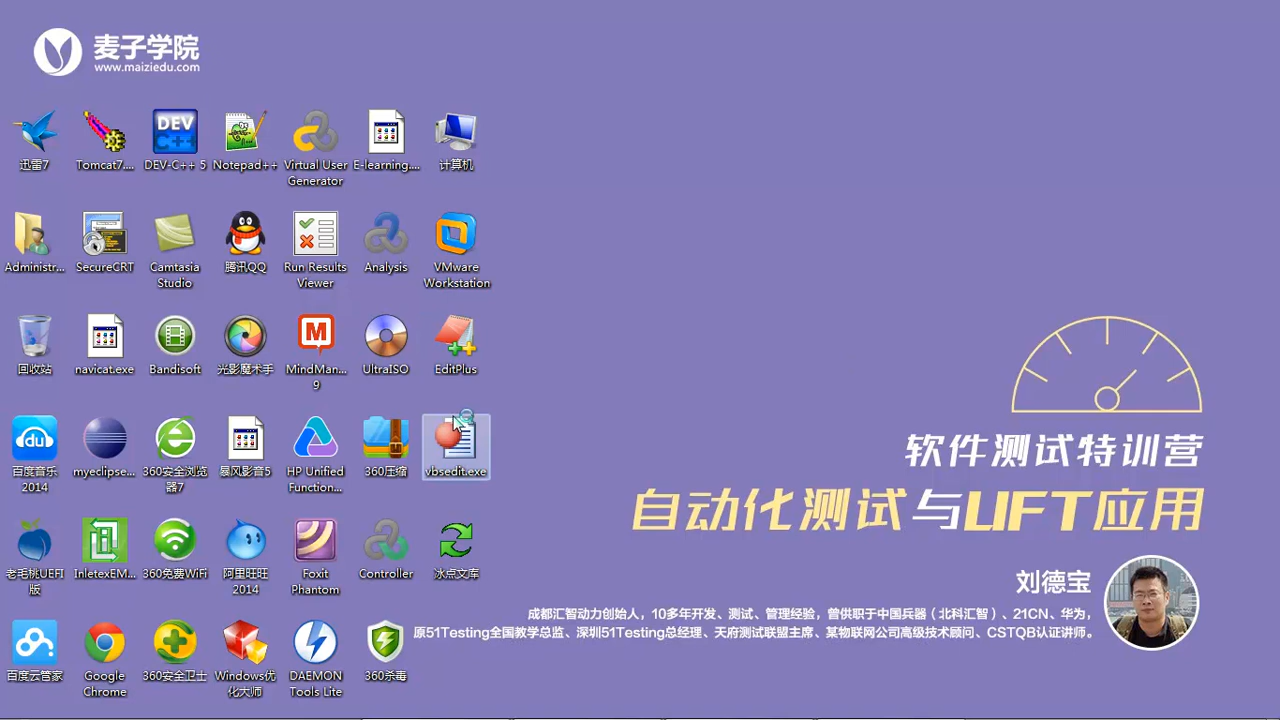 麦子学院
www.maiziedu.com
迅雷7
Tomcat7....
DEV-C++ 5
Notepad++
Virtual User
Generator
E-learning....
计算机
Administr...
SecureCRT
Camtasia
Studio
腾讯QQ
Run Results
Viewer
Analysis
VMware
Workstation
回收站
navicat.exe
Bandisoft
光影魔术手
MindMan...
9
UltraISO
EditPlus
百度音乐
2014
myeclipse...
360安全浏览
器7
暴风影音5
HP Unified
Function...
360压缩
vbsedit.exe
老毛桃UEFI
版
InletexEM...
360免费WiFi
阿里旺旺
2014
Foxit
Phantom
Controller
冰点文库
百度云管家
Google
Chrome
360安全卫士
Windows优
化大师
DAEMON
Tools Lite
360杀毒
软件测试特训营
自动化测试与UFT应用
刘德宝
成都汇智动力创始人，10多年开发、测试、管理经验，曾供职于中国兵器（北科汇智）、21CN、华为，
原51Testing全国教学总监、深圳51Testing总经理、天府测试联盟主席、某物联网公司高级技术顾问、CSTQB认证讲师。